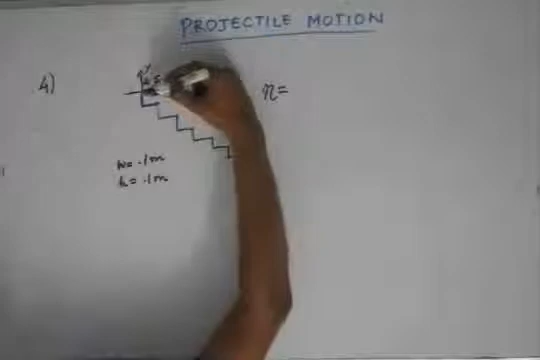 PROJECTILE MOTION
4)
n=
w= .1m
h= .1m